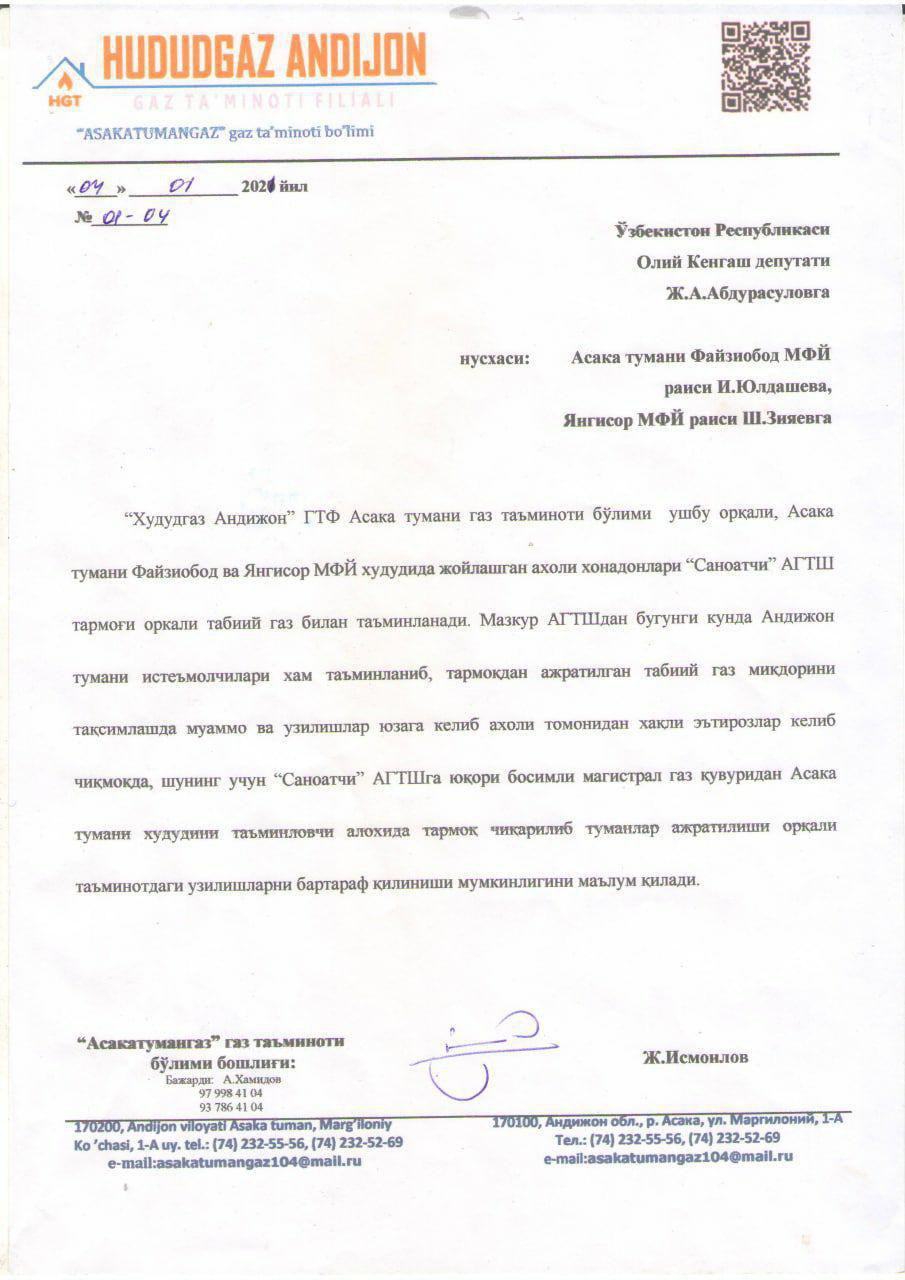 HUDUDGAZ ANDIJON
HGT
GAZ TA'MINOTI FILIALI
“ASAKATUMANGAZ” gaz ta’minoti bo‘limi
«04» 01 2021 йил
№ 01-04
Ўзбекистон Республикаси
Олий Кенгаш депутати
Ж.А.Абдурасуловга
нусхаси: Асака тумани Файзиобод МФЙ
раиси И.Юлдашева,
Янгисор МФЙ раиси Ш.Зияевга
“Худудгаз Андижон” ГТФ Асака тумани газ таъминоти бўлими ушбу орқали, Асака
тумани Файзиобод ва Янгисор МФЙ худудида жойлашган ахоли хонадонлари “Саноатчи” АГТШ
тармоғи оркали табиий газ билан таъминланади. Мазкур АГТШдан бугунги кунда Андижон
тумани истеъмолчилари хам таъминланиб, тармоқдан ажратилган табиий газ миқдорини
тақсимлашда муаммо ва узилишлар юзага келиб ахоли томонидан хақли эътирозлар келиб
чиқмоқда, шунинг учун “Саноатчи” АГТШга юқори босимли магистрал газ қувуридан Асака
тумани худудини таъминловчи алохида тармоқ чиқарилиб туманлар ажратилиши орқали
таъминотдаги узилишларни бартараф қилиниши мумкинлигини маълум қилади.
“Асакатумангаз” газ таъминоти
бўлими бошлиғи:
Ж.Исмоилов
Бажарди: А.Хамидов
97 998 41 04
93 786 41 04
170200, Andijon viloyati Asaka tuman, Marg’iloniy
Ko ’chasi, 1-A uy. tel.: (74) 232-55-56, (74) 232-52-69
e-mail:asakatumangaz104@mail.ru
170100, Андижон обл., р. Асака, ул. Маргилоний, 1-А
Тел.: (74) 232-55-56, (74) 232-52-69
e-mail:asakatumangaz104@mail.ru